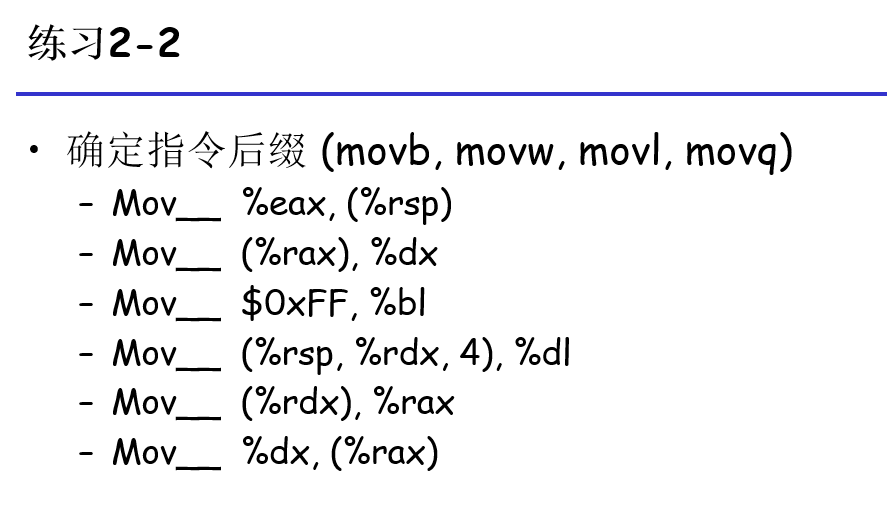 练习2-2
• 确定指令后缀 (movb, movw, movl, movq)
– Mov__ %eax, (%rsp)
– Mov__ (%rax), %dx
– Mov__ $0xFF, %bl
– Mov__ (%rsp, %rdx, 4), %dl
– Mov__ (%rdx), %rax
– Mov__ %dx, (%rax)